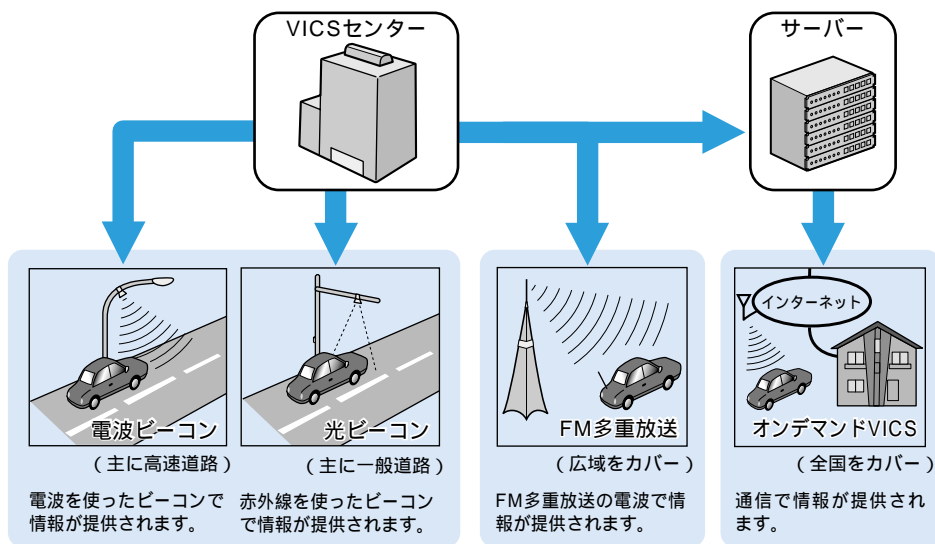 VICSセンター
サーバー
電波ビーコン
(主に高速道路)
電波を使ったビーコンで
情報が提供されます。
光ビーコン
(主に一般道路)
赤外線を使ったビーコン
で情報が提供されます。
FM多重放送
(広域をカバー)
FM多重放送の電波で情
報が提供されます。
インターネット
オンデマンドVICS
(全国をカバー)
通信で情報が提供され
ます。